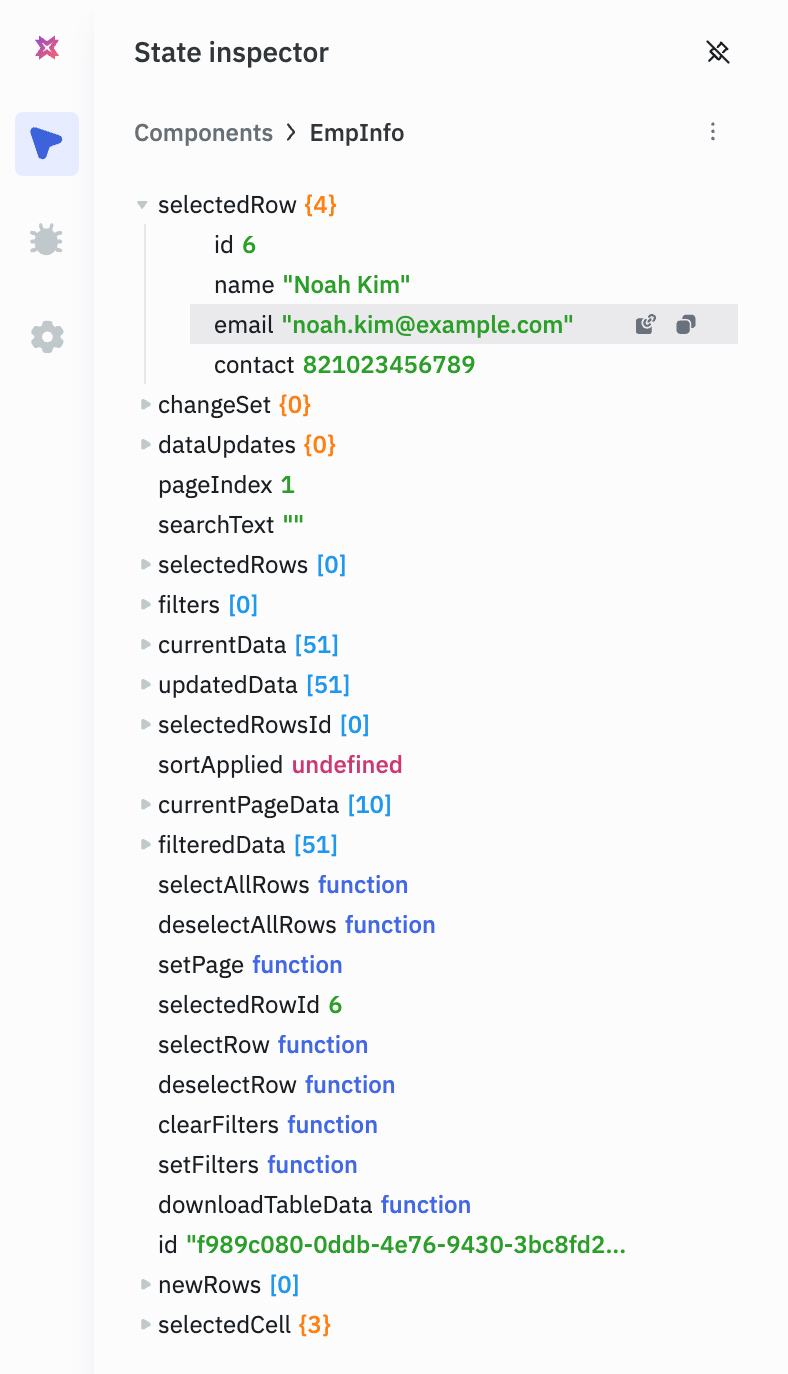 State inspector
Components > EmpInfo
selectedRow {4}
id 6
name "Noah Kim"
email "noah.kim@example.com"
contact 821023456789
changeSet {0}
dataUpdates {0}
pageIndex 1
searchText ""
selectedRows [0]
filters [0]
currentData [51]
updatedData [51]
selectedRowsId [0]
sortApplied undefined
currentPageData [10]
filteredData [51]
selectAllRows function
deselectAllRows function
setPage function
selectedRowId 6
selectRow function
deselectRow function
clearFilters function
setFilters function
downloadTableData function
id "f989c080-0ddb-4e76-9430-3bc8fd2...
newRows [0]
selectedCell {3}